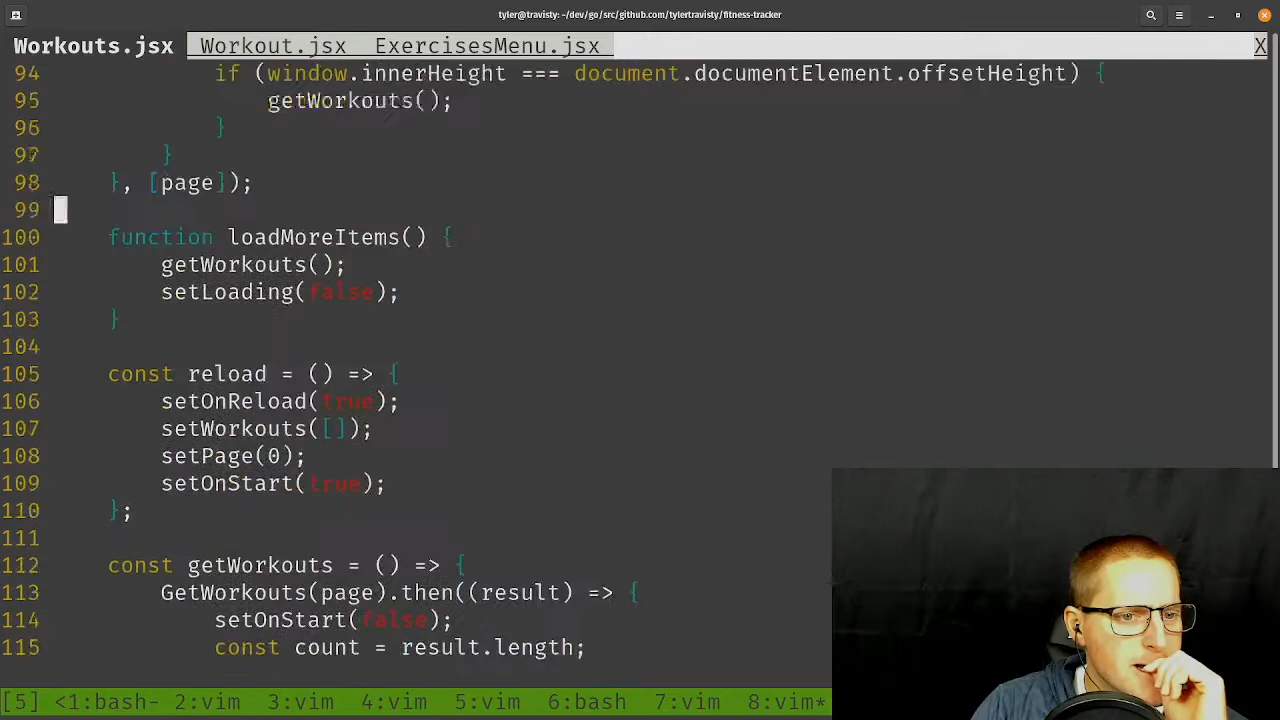 tyler@travisty: ~/dev/go/src/github.com/tylertravisty/fitness-tracker
Workouts.jsx Workout.jsx ExercisesMenu.jsx X
94 if (window.innerHeight === document.documentElement.offsetHeight) {
95 getWorkouts();
96 }
97 }
98 }, [page]);
99
100 function loadMoreItems() {
101 getWorkouts();
102 setLoading(false);
103 }
104
105 const reload = () => {
106 setOnReload(true);
107 setWorkouts([]);
108 setPage(0);
109 setOnStart(true);
110 };
111
112 const getWorkouts = () => {
113 GetWorkouts(page).then((result) => {
114 setOnStart(false);
115 const count = result.length;
[5] <1:bash- 2:vim 3:vim 4:vim 5:vim 6:bash 7:vim 8:vim*